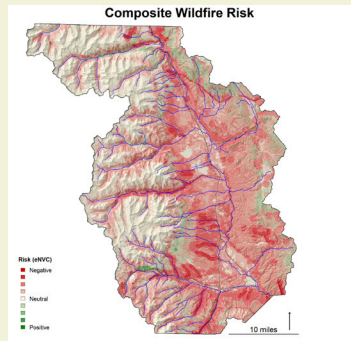 Composite Wildfire Risk
Risk (eNVC)
Negative
Neutral
Positive
10 miles